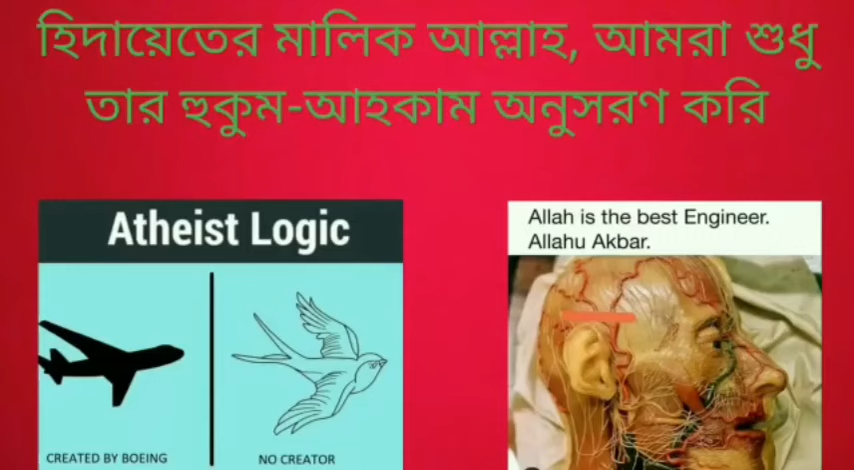 হিদায়েতের মালিক আল্লাহ, আমরা শুধু
তার হুকুম-আহকাম অনুসরণ করি
Atheist Logic
CREATED BY BOEING
NO CREATOR
Allah is the best Engineer.
Allahu Akbar.